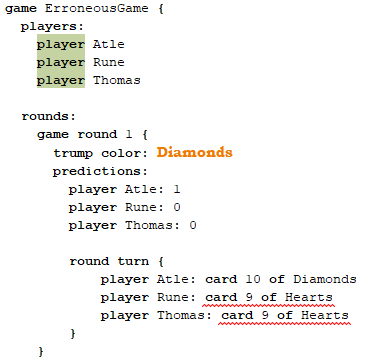 game ErroneousGame {
players:
player Atle
player Rune
player Thomas
rounds:
game round 1 {
trump color: Diamonds
predictions:
player Atle: 1
player Rune: 0
player Thomas: 0
round turn {
player Atle: card 10 of Diamonds
player Rune: card 9 of Hearts
player Thomas: card 9 of Hearts
}
}